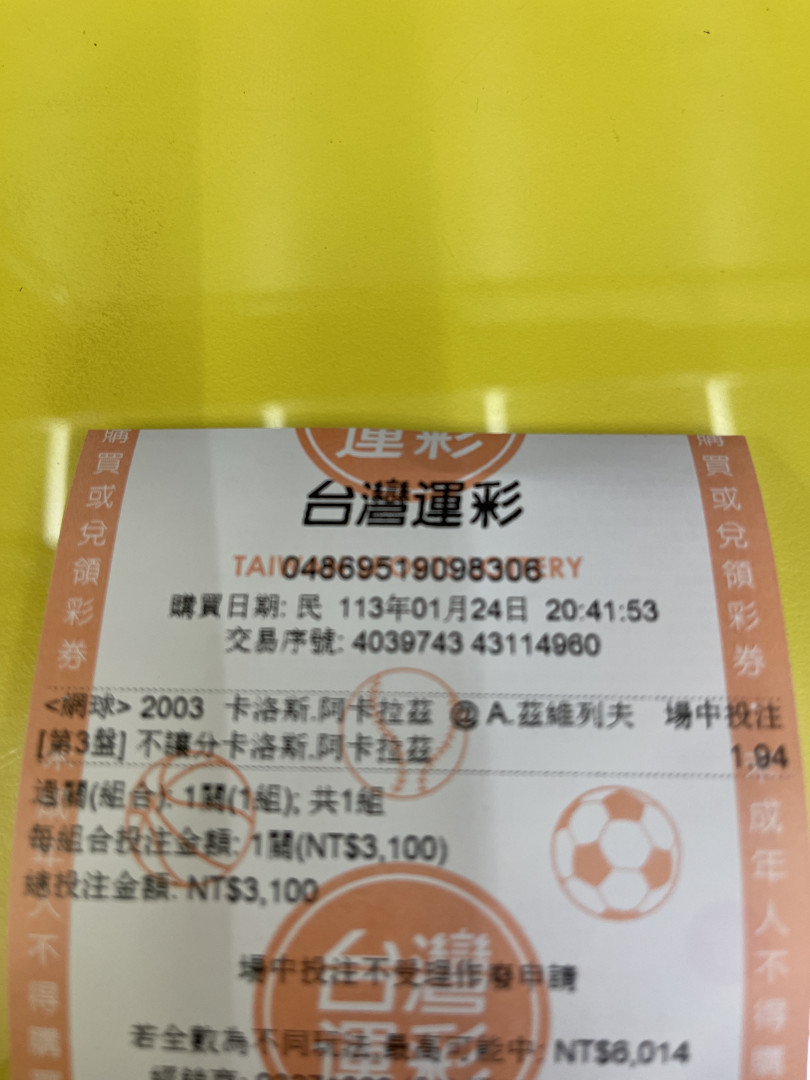 運彩
台灣運彩
04869519098306
購買日期: 民 113年01月24日 20:41:53
交易序號: 4039743 43114960
<網球> 2003 卡洛斯.阿卡拉茲 @ A.茲維列夫 場中投注
[第3盤] 不讓分卡洛斯.阿卡拉茲 1.94
過關(組合): 1關(1組); 共1組
每組合投注金額: 1關(NT$3,100)
總投注金額: NT$3,100
場中投注不受理作廢申請
若全數為不同玩法,最高可能中: NT$6,014
台灣
購買或兌領彩券
人不得購
購買或兌領彩券
成年人不得購